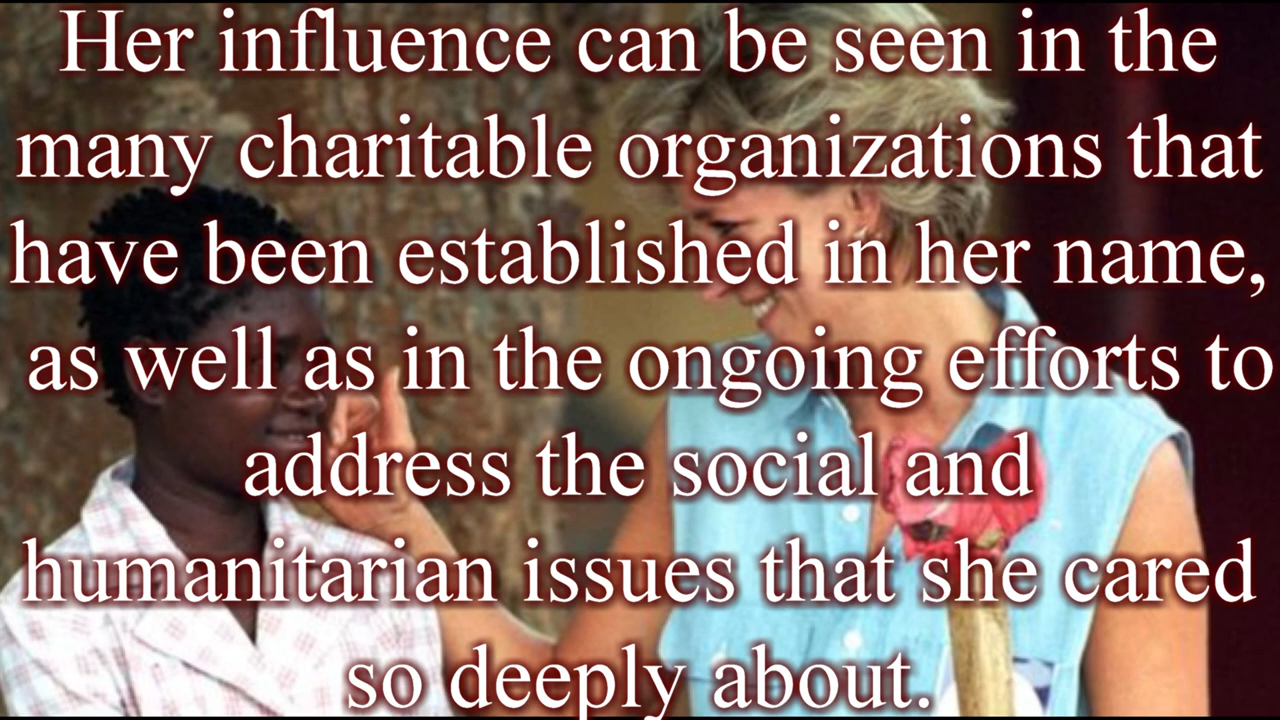 Her influence can be seen in the
many charitable organizations that
have been established in her name,
as well as in the ongoing efforts to
address the social and
humanitarian issues that she cared
so deeply about.